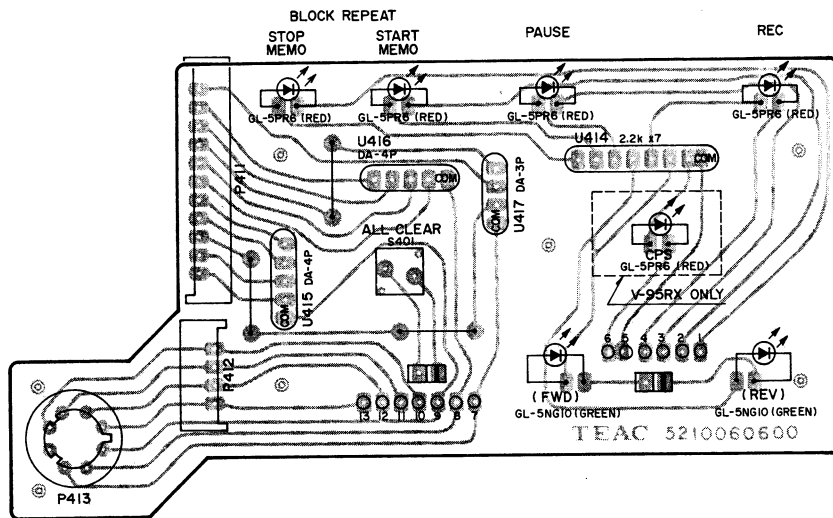 BLOCK REPEAT
STOP MEMO
START MEMO
PAUSE
REC
GL-5PR6 (RED)
GL-5PR6 (RED)
GL-5PR6 (RED)
GL-5PR6 (RED)
U416
DA-4P
COM
U414 2.2k x7
COM
P411
U417 DA-3P
COM
ALL CLEAR
S401
CPS
GL-5PR6 (RED)
V-95RX ONLY
U415 DA-4P
COM
P412
6 5 4 3 2 1
(FWD)
GL-5NG10 (GREEN)
(REV)
GL-5NG10 (GREEN)
13 12 11 10 9 8 7
TEAC 5210060600
P413